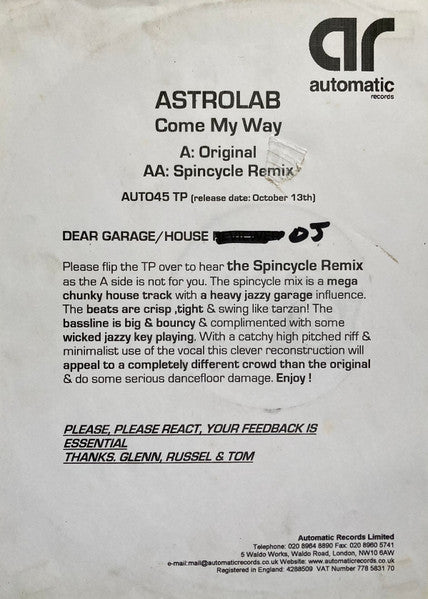 ar
automatic
records
ASTROLAB
Come My Way
A: Original
AA: Spincycle Remix
AUTO45 TP (release date: October 13th)
DEAR GARAGE/HOUSE DJ
Please flip the TP over to hear the Spincycle Remix
as the A side is not for you. The spincycle mix is a mega
chunky house track with a heavy jazzy garage influence.
The beats are crisp ,tight & swing like tarzan! The
bassline is big & bouncy & complimented with some
wicked jazzy key playing. With a catchy high pitched riff &
minimalist use of the vocal this clever reconstruction will
appeal to a completely different crowd than the original
& do some serious dancefloor damage. Enjoy !
PLEASE, PLEASE REACT, YOUR FEEDBACK IS
ESSENTIAL
THANKS. GLENN, RUSSEL & TOM
Automatic Records Limited
Telephone: 020 8964 8890 Fax: 020 8960 5741
5 Waldo Works, Waldo Road, London, NW10 6AW
e-mail:mail@automaticrecords.co.uk Website: www.automaticrecords.co.uk
Registered in England: 4288509 VAT Number 778 5831 70